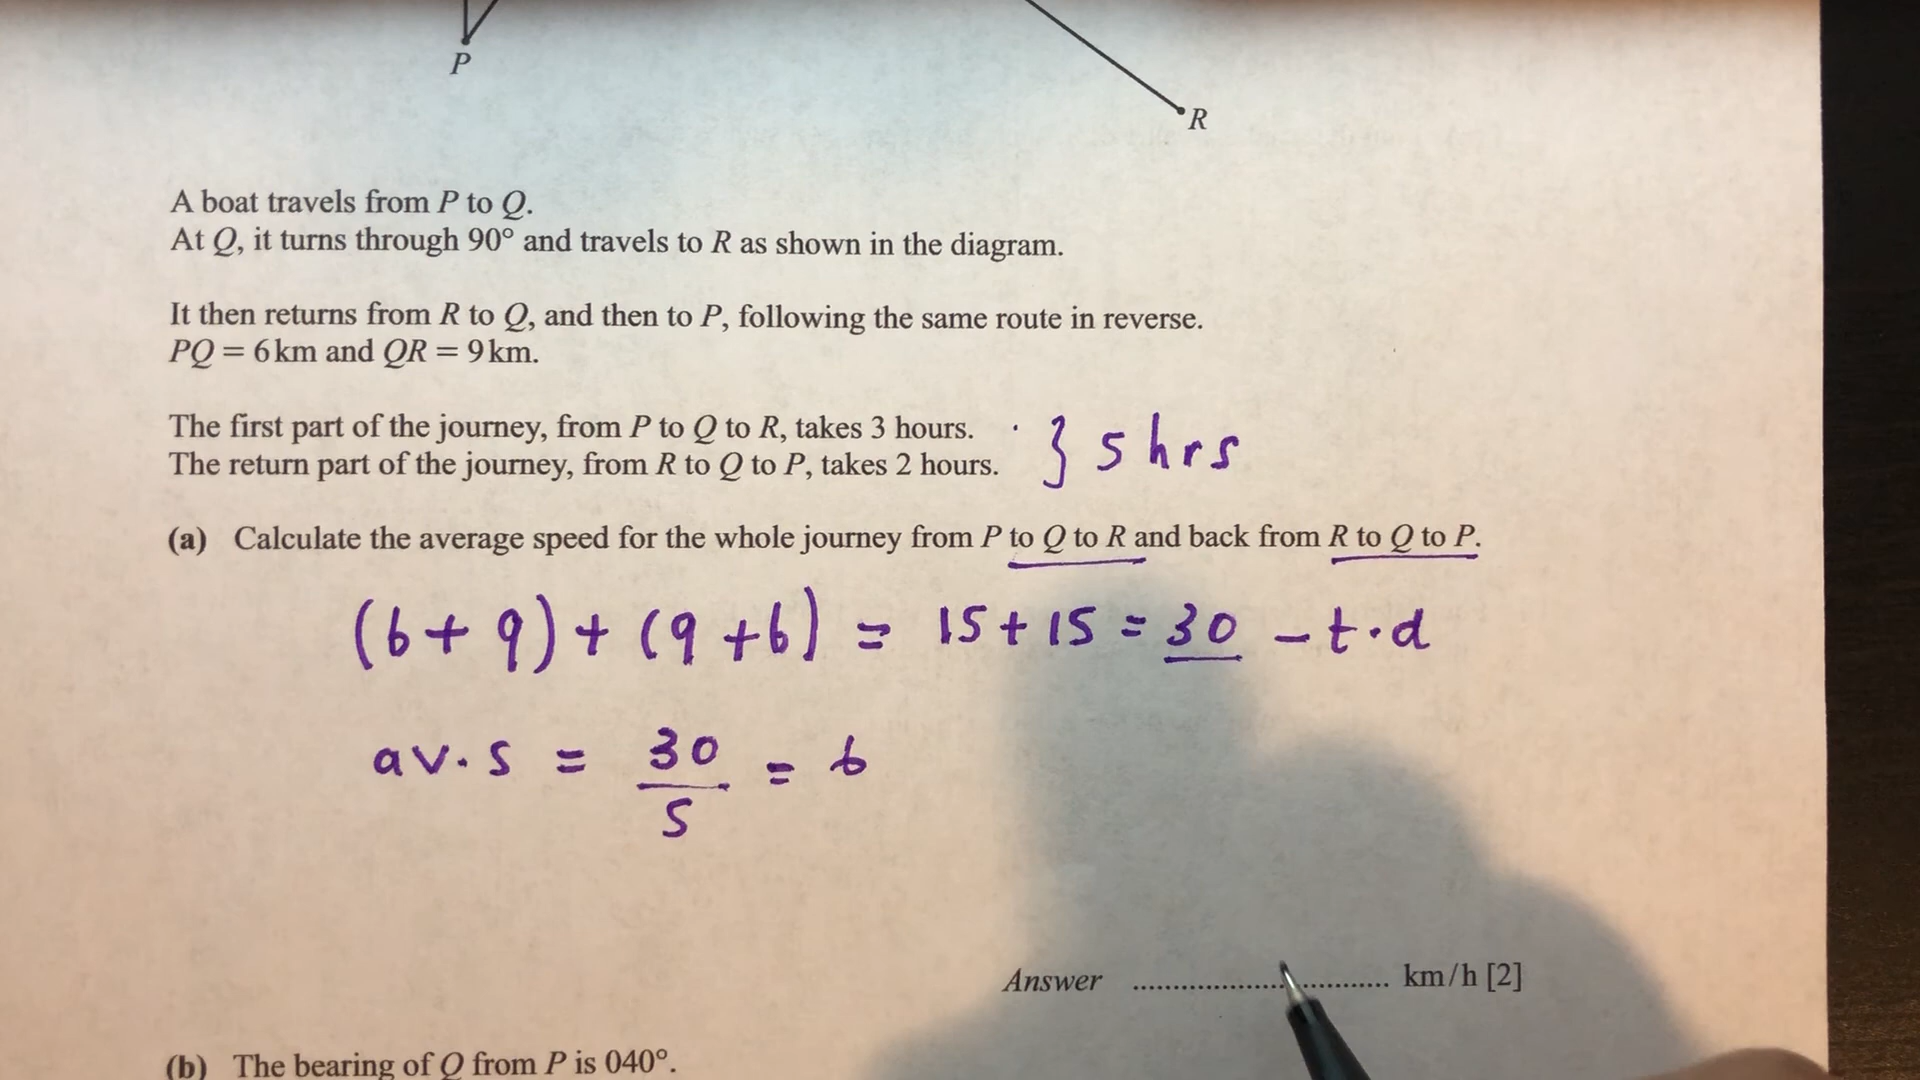 P
R
A boat travels from P to Q.
At Q, it turns through 90° and travels to R as shown in the diagram.
It then returns from R to Q, and then to P, following the same route in reverse.
PQ = 6 km and QR = 9 km.
The first part of the journey, from P to Q to R, takes 3 hours.
The return part of the journey, from R to Q to P, takes 2 hours.
} 5 hrs
(a) Calculate the average speed for the whole journey from P to Q to R and back from R to Q to P.
(6 + 9) + (9 + 6) = 15 + 15 = 30 - t.d
av.s = 30/5 = 6
Answer .............................. km/h [2]
(b) The bearing of Q from P is 040°.